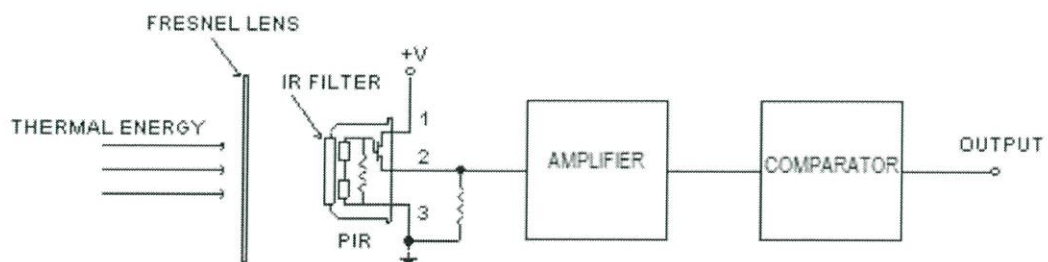 FRESNEL LENS
+V
IR FILTER
1
THERMAL ENERGY
2
AMPLIFIER
COMPARATOR
OUTPUT
3
PIR